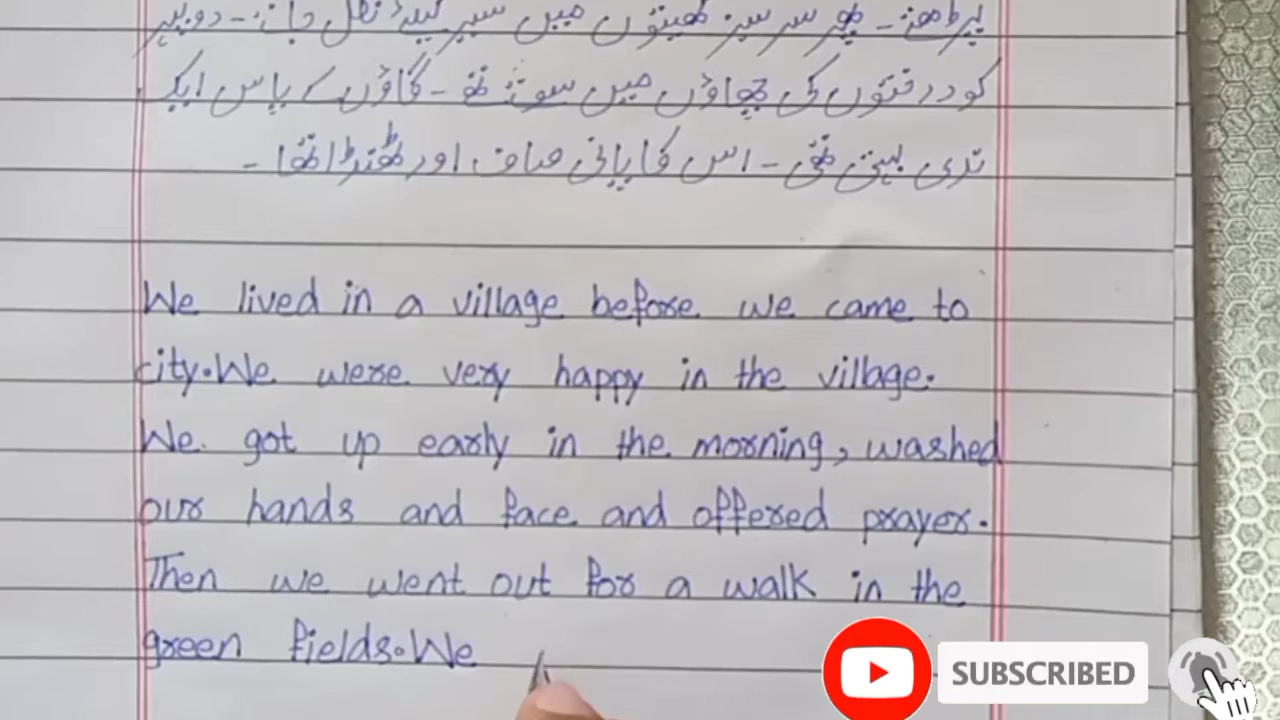 پڑھتے۔ پھر سرسبز کھیتوں میں سیر کیلئے نکل جاتے۔ دوپہر
کو درختوں کی چھاؤں میں سوتے تھے۔ گاؤں کے پاس ایک
ندی بہتی تھی۔ اس کا پانی صاف اور ٹھنڈا تھا۔
We lived in a village before we came to
city. We were very happy in the village.
We got up early in the morning, washed
our hands and face and offered prayer.
Then we went out for a walk in the
green fields. We
SUBSCRIBED